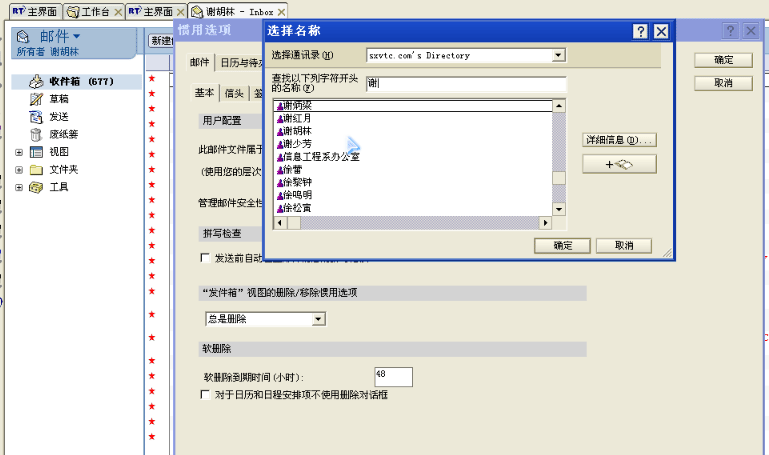 主界面 工作台 主界面 谢胡林 - Inbox
邮件
所有者 谢胡林
收件箱 (677)
草稿
发送
废纸篓
视图
文件夹
工具
惯用选项
确定
取消
邮件 日历与待办
基本 信头
用户配置
此邮件文件属于
(使用您的层次
管理邮件安全性
拼写检查
发送前自动
“发件箱”视图的删除/移除惯用选项
总是删除
软删除
软删除到期时间(小时): 48
对于日历和日程安排项不使用删除对话框
选择名称
选择通讯录(M) sxvtc.com's Directory
查找以下列字符开头
的名称(F) 谢
谢炳梁
谢红月
谢胡林
谢少芳
信息工程系办公室
徐蕾
徐黎钟
徐鸣明
徐松寅
详细信息(D)...
确定 取消